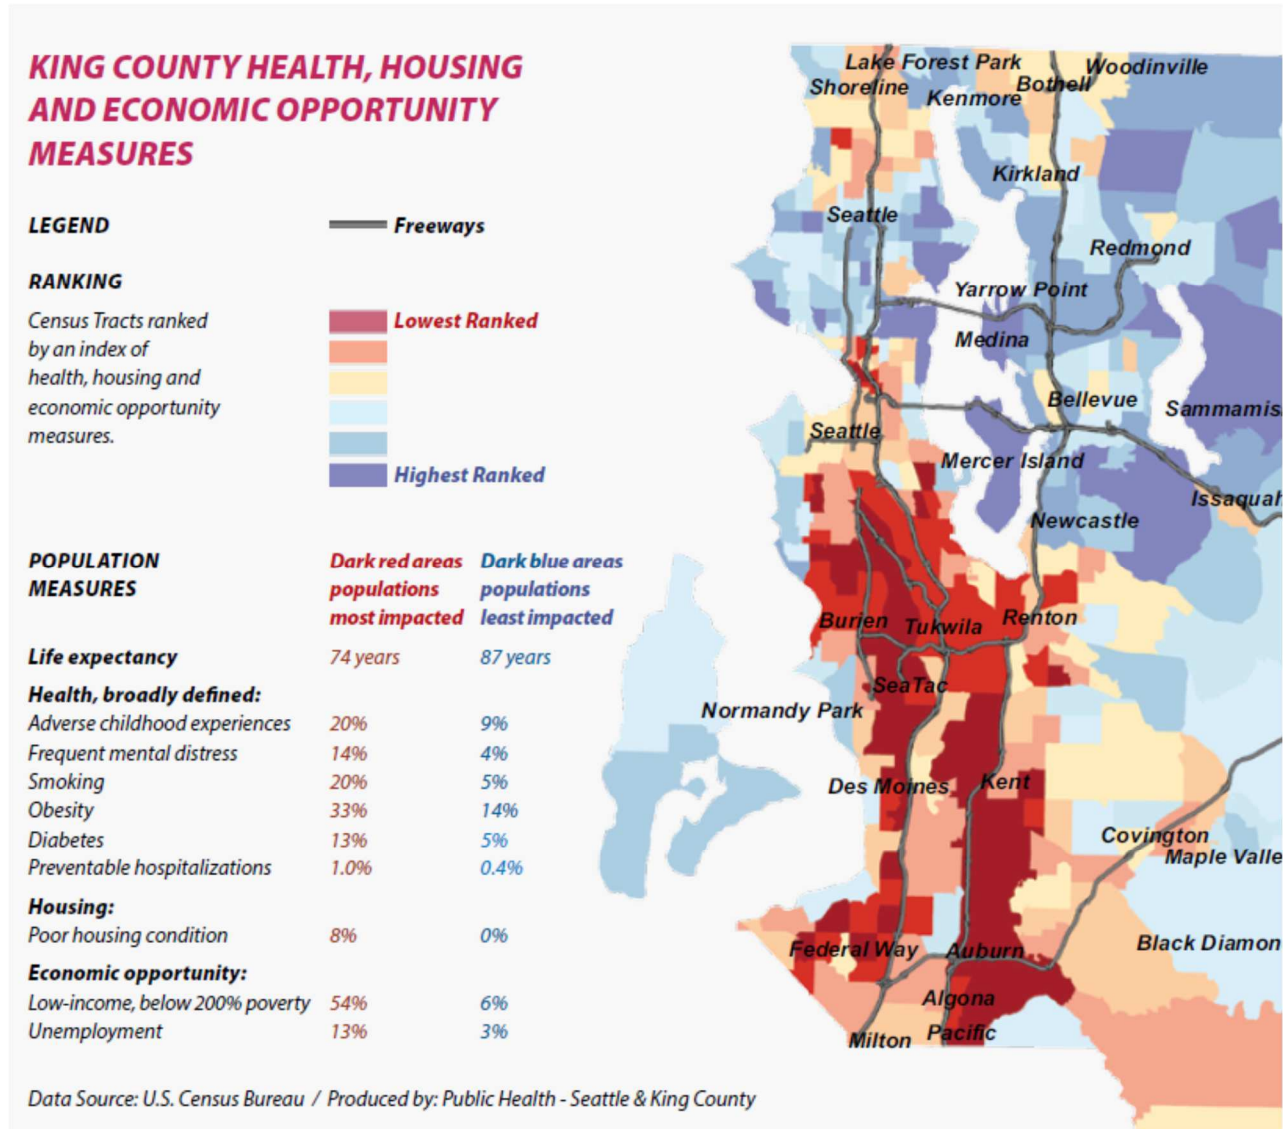 KING COUNTY HEALTH, HOUSING
AND ECONOMIC OPPORTUNITY
MEASURES
LEGEND
Freeways
RANKING
Census Tracts ranked
by an index of
health, housing and
economic opportunity
measures.
Lowest Ranked
Highest Ranked
POPULATION
MEASURES
Dark red areas
populations
most impacted
Dark blue areas
populations
least impacted
Life expectancy 74 years 87 years
Health, broadly defined:
Adverse childhood experiences 20% 9%
Frequent mental distress 14% 4%
Smoking 20% 5%
Obesity 33% 14%
Diabetes 13% 5%
Preventable hospitalizations 1.0% 0.4%
Housing:
Poor housing condition 8% 0%
Economic opportunity:
Low-income, below 200% poverty 54% 6%
Unemployment 13% 3%
Data Source: U.S. Census Bureau / Produced by: Public Health - Seattle & King County
Lake Forest Park
Woodinville
Shoreline
Bothell
Kenmore
Kirkland
Seattle
Redmond
Yarrow Point
Medina
Bellevue
Sammamis
Seattle
Mercer Island
Issaquah
Newcastle
Burien
Tukwila
Renton
SeaTac
Normandy Park
Des Moines
Kent
Covington
Maple Valle
Federal Way
Auburn
Black Diamon
Algona
Pacific
Milton